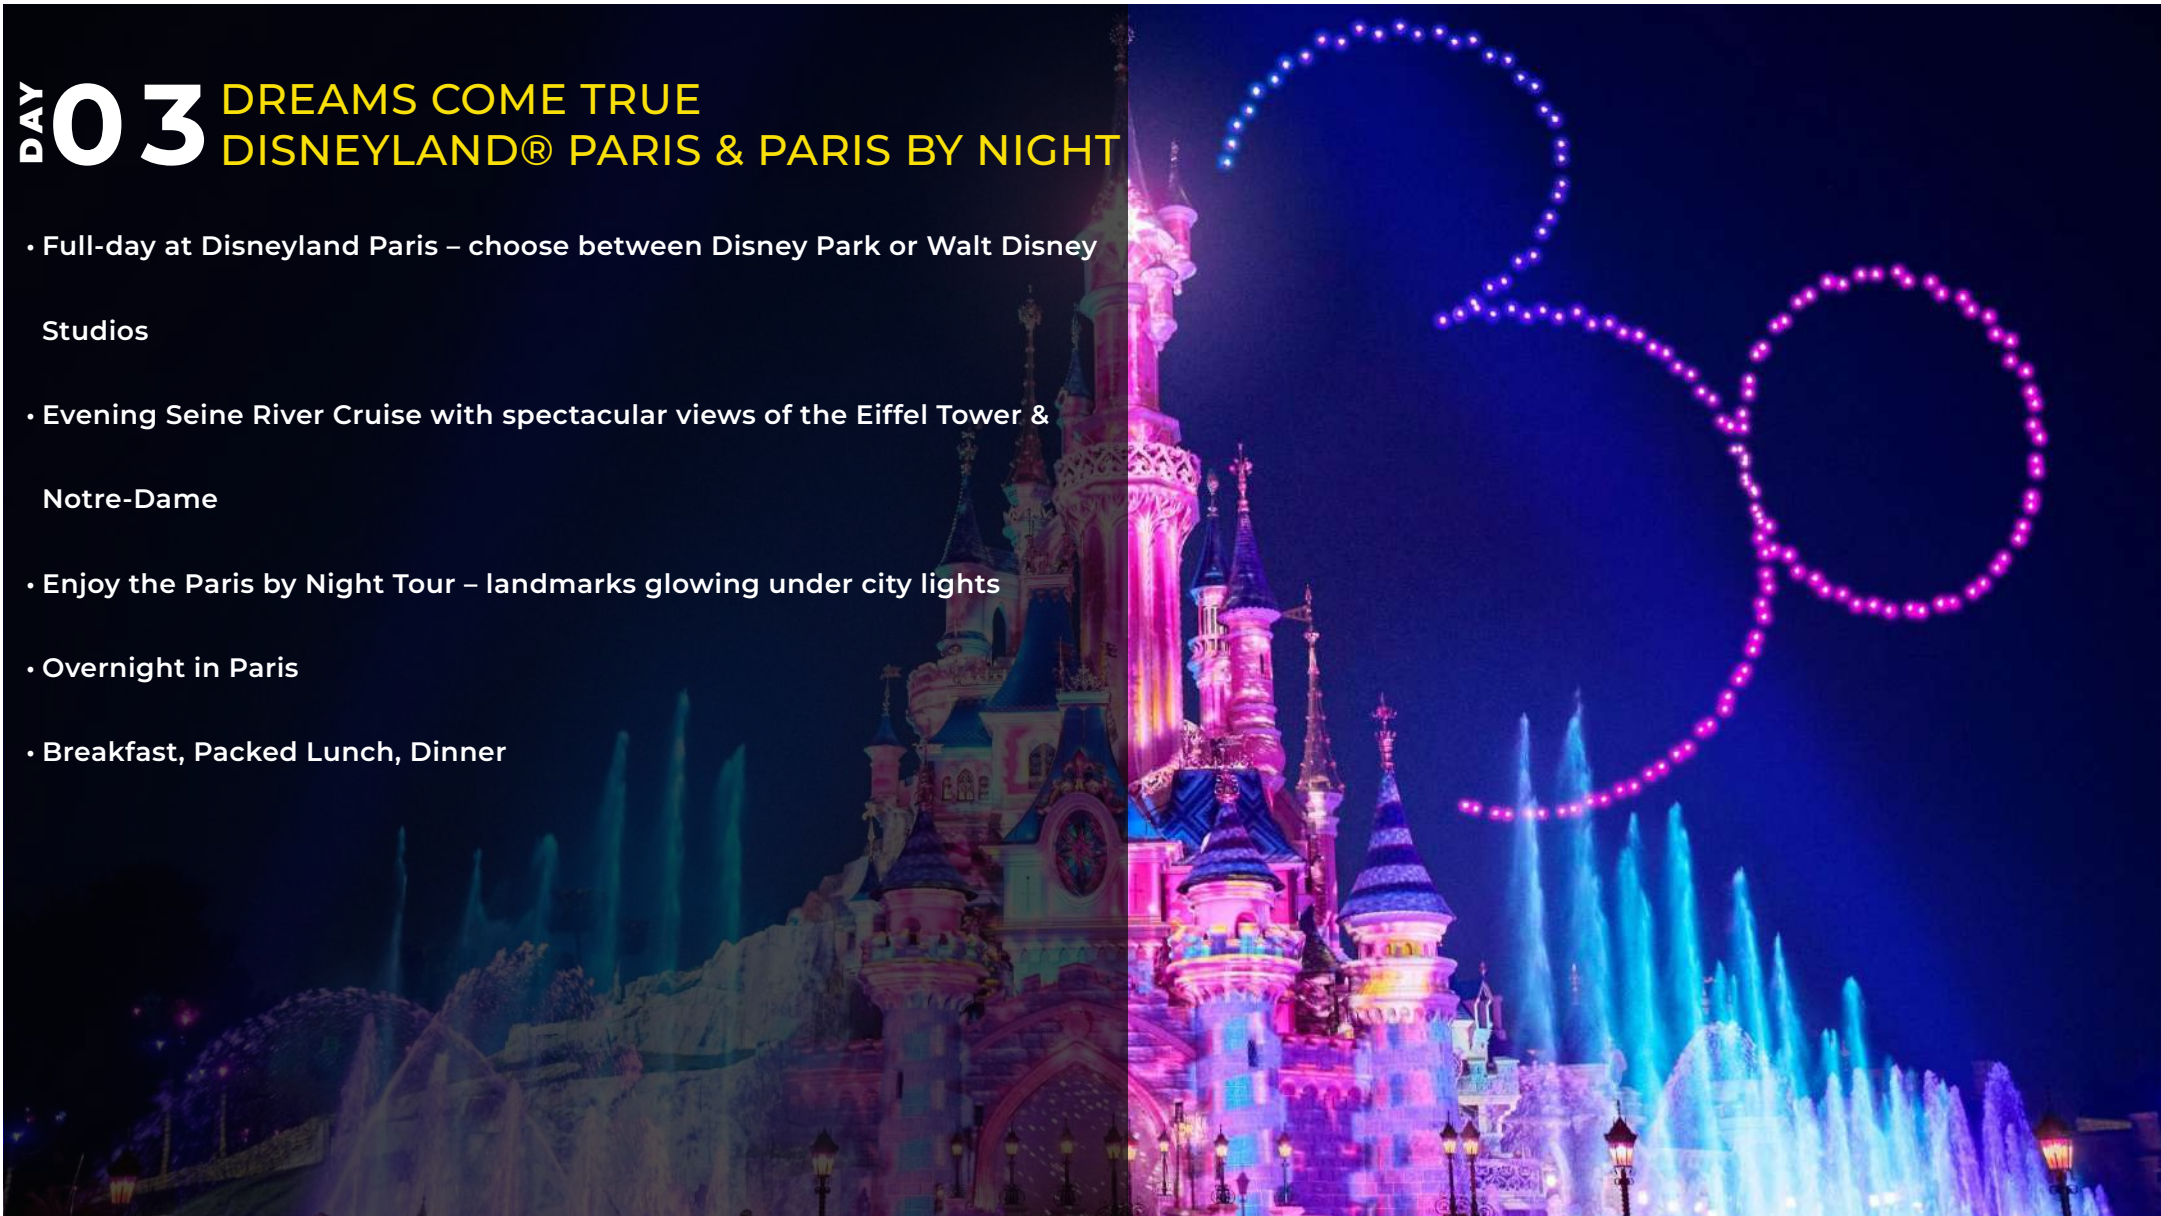 DAY 03
DREAMS COME TRUE
DISNEYLAND® PARIS & PARIS BY NIGHT
• Full-day at Disneyland Paris – choose between Disney Park or Walt Disney
Studios
• Evening Seine River Cruise with spectacular views of the Eiffel Tower &
Notre-Dame
• Enjoy the Paris by Night Tour – landmarks glowing under city lights
• Overnight in Paris
• Breakfast, Packed Lunch, Dinner
30